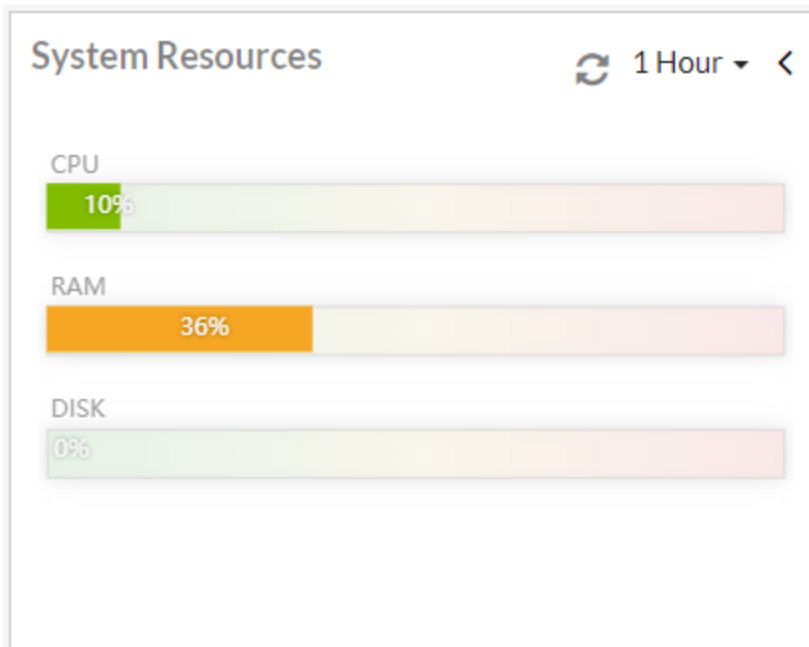 System Resources
1 Hour
CPU
10%
RAM
36%
DISK
0%